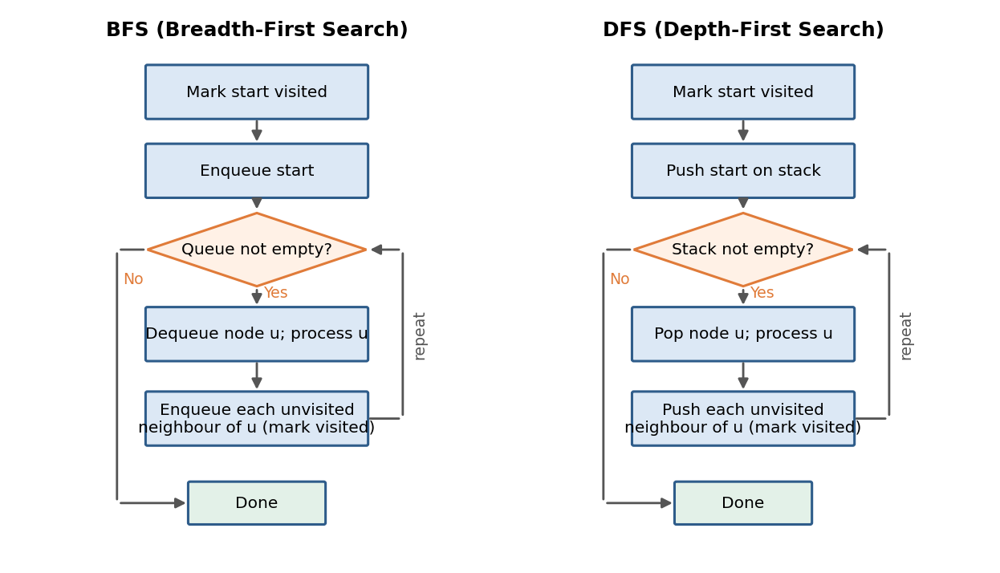 BFS (Breadth-First Search)
Mark start visited
Enqueue start
Queue not empty?
No
Yes
Dequeue node u; process u
repeat
Enqueue each unvisited
neighbour of u (mark visited)
Done
DFS (Depth-First Search)
Mark start visited
Push start on stack
Stack not empty?
No
Yes
Pop node u; process u
repeat
Push each unvisited
neighbour of u (mark visited)
Done